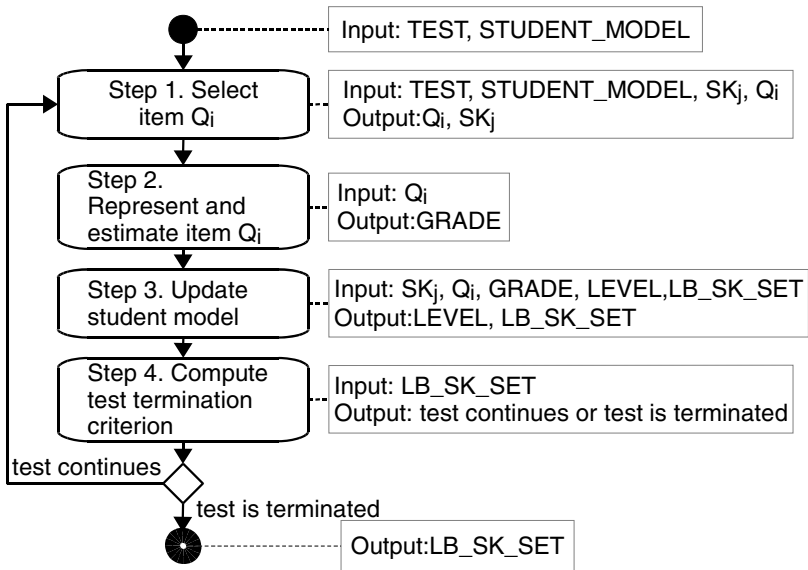 Input: TEST, STUDENT_MODEL
Step 1. Select
item Qi
Input: TEST, STUDENT_MODEL, SKj, Qi
Output:Qi, SKj
Step 2.
Represent and
estimate item Qi
Input: Qi
Output:GRADE
Step 3. Update
student model
Input: SKj, Qi, GRADE, LEVEL,LB_SK_SET
Output:LEVEL, LB_SK_SET
Step 4. Compute
test termination
criterion
Input: LB_SK_SET
Output: test continues or test is terminated
test continues
test is terminated
Output:LB_SK_SET